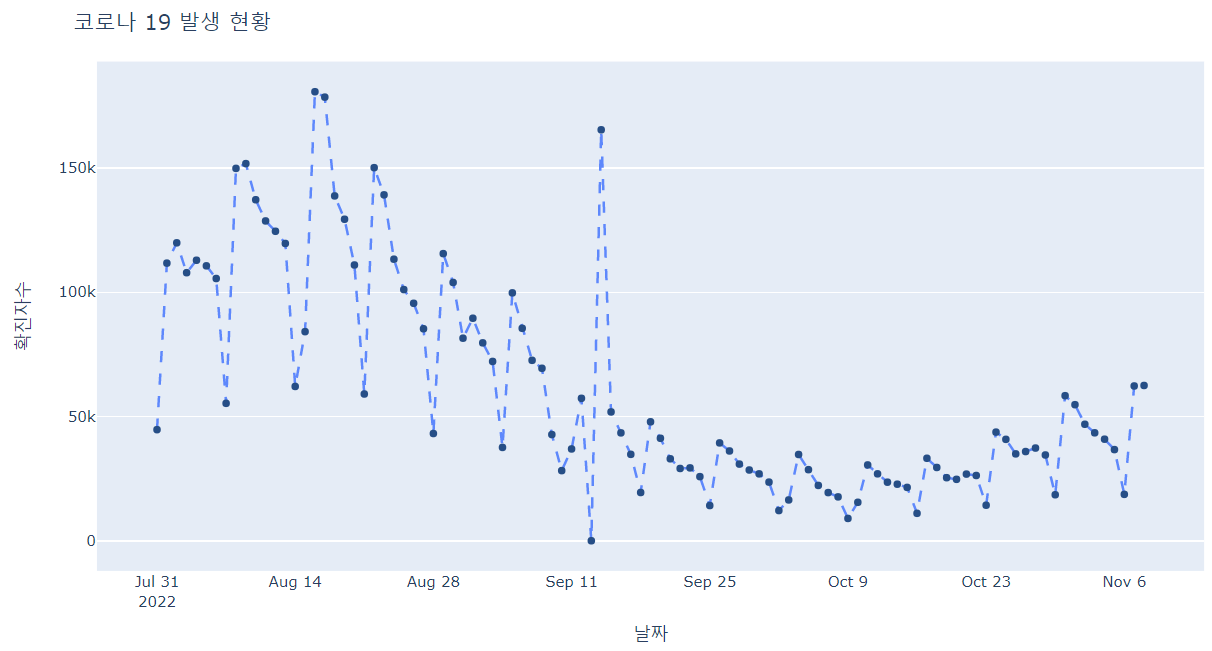 코로나 19 발생 현황
확진자수
150k
100k
50k
0
Jul 31
2022
Aug 14
Aug 28
Sep 11
Sep 25
Oct 9
Oct 23
Nov 6
날짜